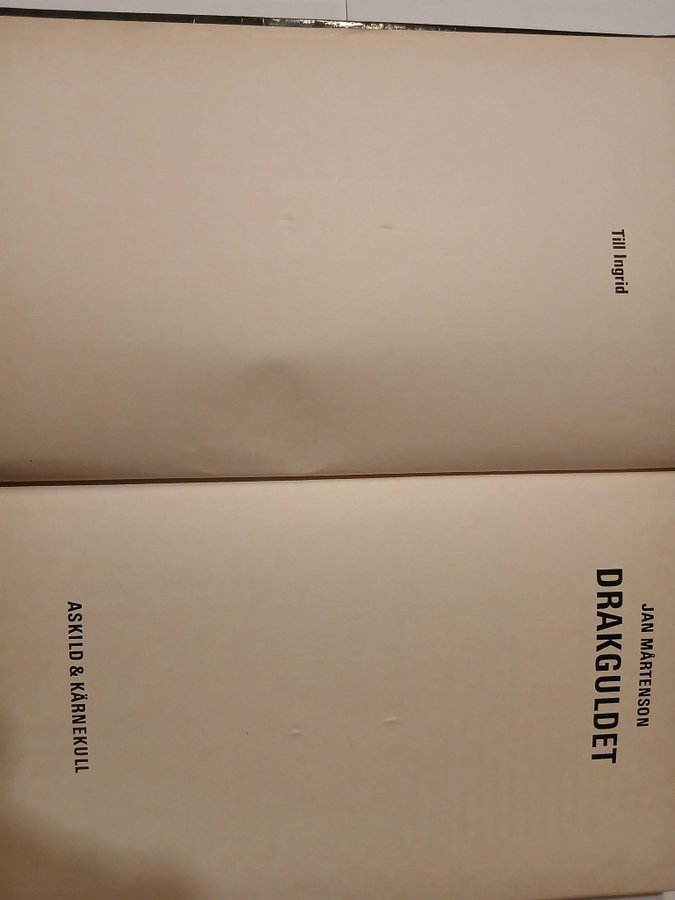 Till Ingrid
JAN MÅRTENSON
DRAKGULDET
ASKILD & KÄRNEKULL